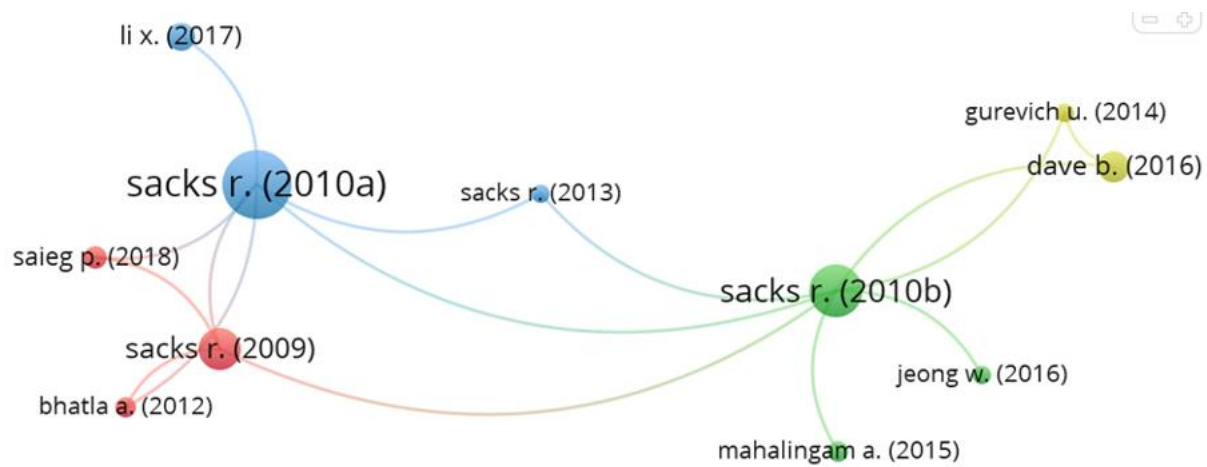 li x. (2017)
gurevich u. (2014)
dave b. (2016)
sacks r. (2010a)
sacks r. (2013)
saieg p. (2018)
sacks r. (2010b)
sacks r. (2009)
jeong w. (2016)
bhatla a. (2012)
mahalingam a. (2015)